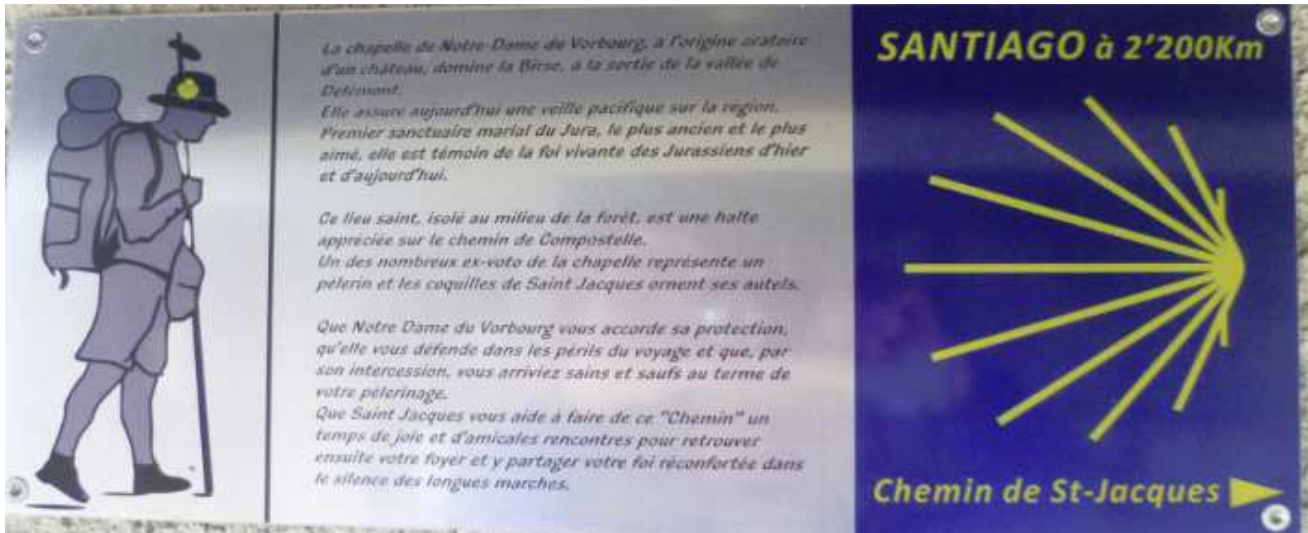 La chapelle de Notre-Dame du Vorbourg, à l'origine oratoire
d'un château, domine la Birse, à la sortie de la vallée de
Delémont.
Elle assure aujourd'hui une veille pacifique sur la région.
Premier sanctuaire marial du Jura, le plus ancien et le plus
aimé, elle est témoin de la foi vivante des Jurassiens d'hier
et d'aujourd'hui.
Ce lieu saint, isolé au milieu de la forêt, est une halte
appréciée sur le chemin de Compostelle.
Un des nombreux ex-voto de la chapelle représente un
pèlerin et les coquilles de Saint Jacques ornent ses autels.
Que Notre Dame du Vorbourg vous accorde sa protection,
qu'elle vous défende dans les périls du voyage et que, par
son intercession, vous arriviez sains et saufs au terme de
votre pèlerinage.
Que Saint Jacques vous aide à faire de ce "Chemin" un
temps de joie et d'amicales rencontres pour retrouver
ensuite votre foyer et y partager votre foi réconfortée dans
le silence des longues marches.
SANTIAGO à 2'200Km
Chemin de St-Jacques